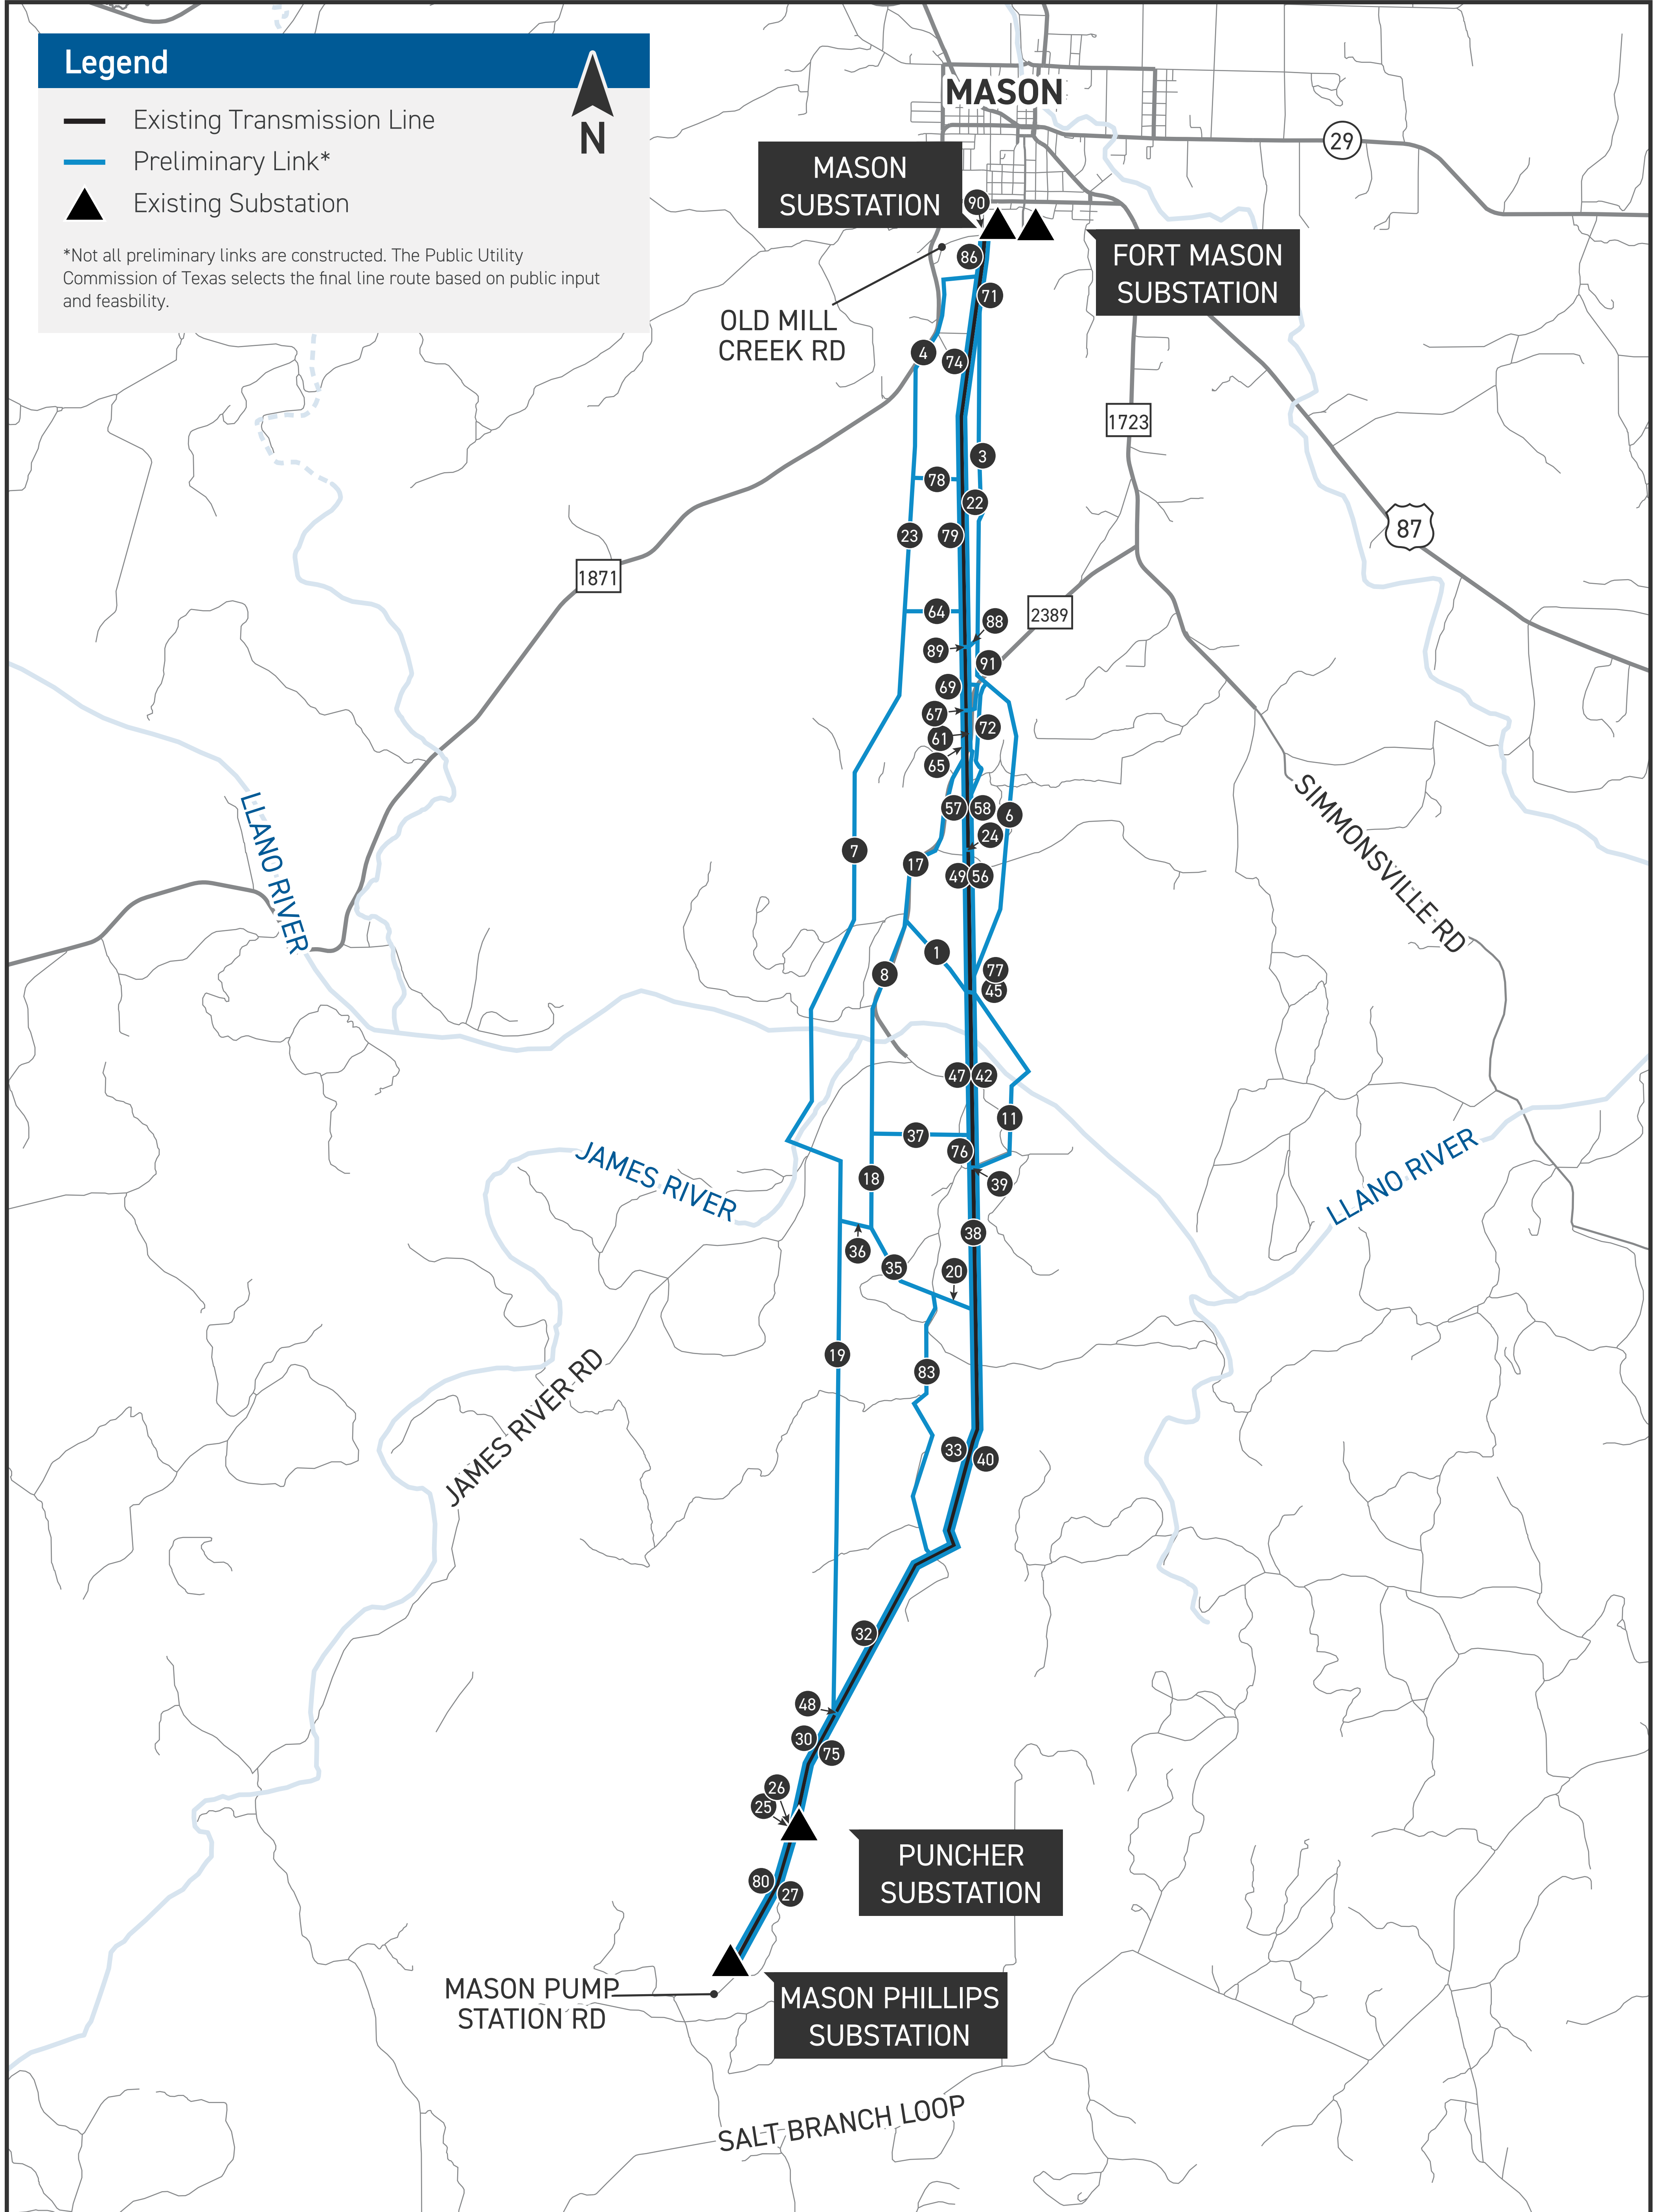 Legend
N
Existing Transmission Line
Preliminary Link*
Existing Substation
*Not all preliminary links are constructed. The Public Utility
Commission of Texas selects the final line route based on public input
and feasbility.
MASON
29
MASON
SUBSTATION
90
FORT MASON
SUBSTATION
86
71
OLD MILL
CREEK RD
4
74
1723
3
78
22
87
23
79
1871
64
2389
88
89
91
69
67
72
61
65
SIMMONSVILLE RD
LLANO RIVER
57
58
6
24
7
17
49
56
1
8
77
45
47
42
11
37
76
JAMES RIVER
18
39
LLANO RIVER
38
36
35
20
19
83
JAMES RIVER RD
33
40
32
48
30
75
26
25
PUNCHER
SUBSTATION
80
27
MASON PUMP
STATION RD
MASON PHILLIPS
SUBSTATION
SALT BRANCH LOOP